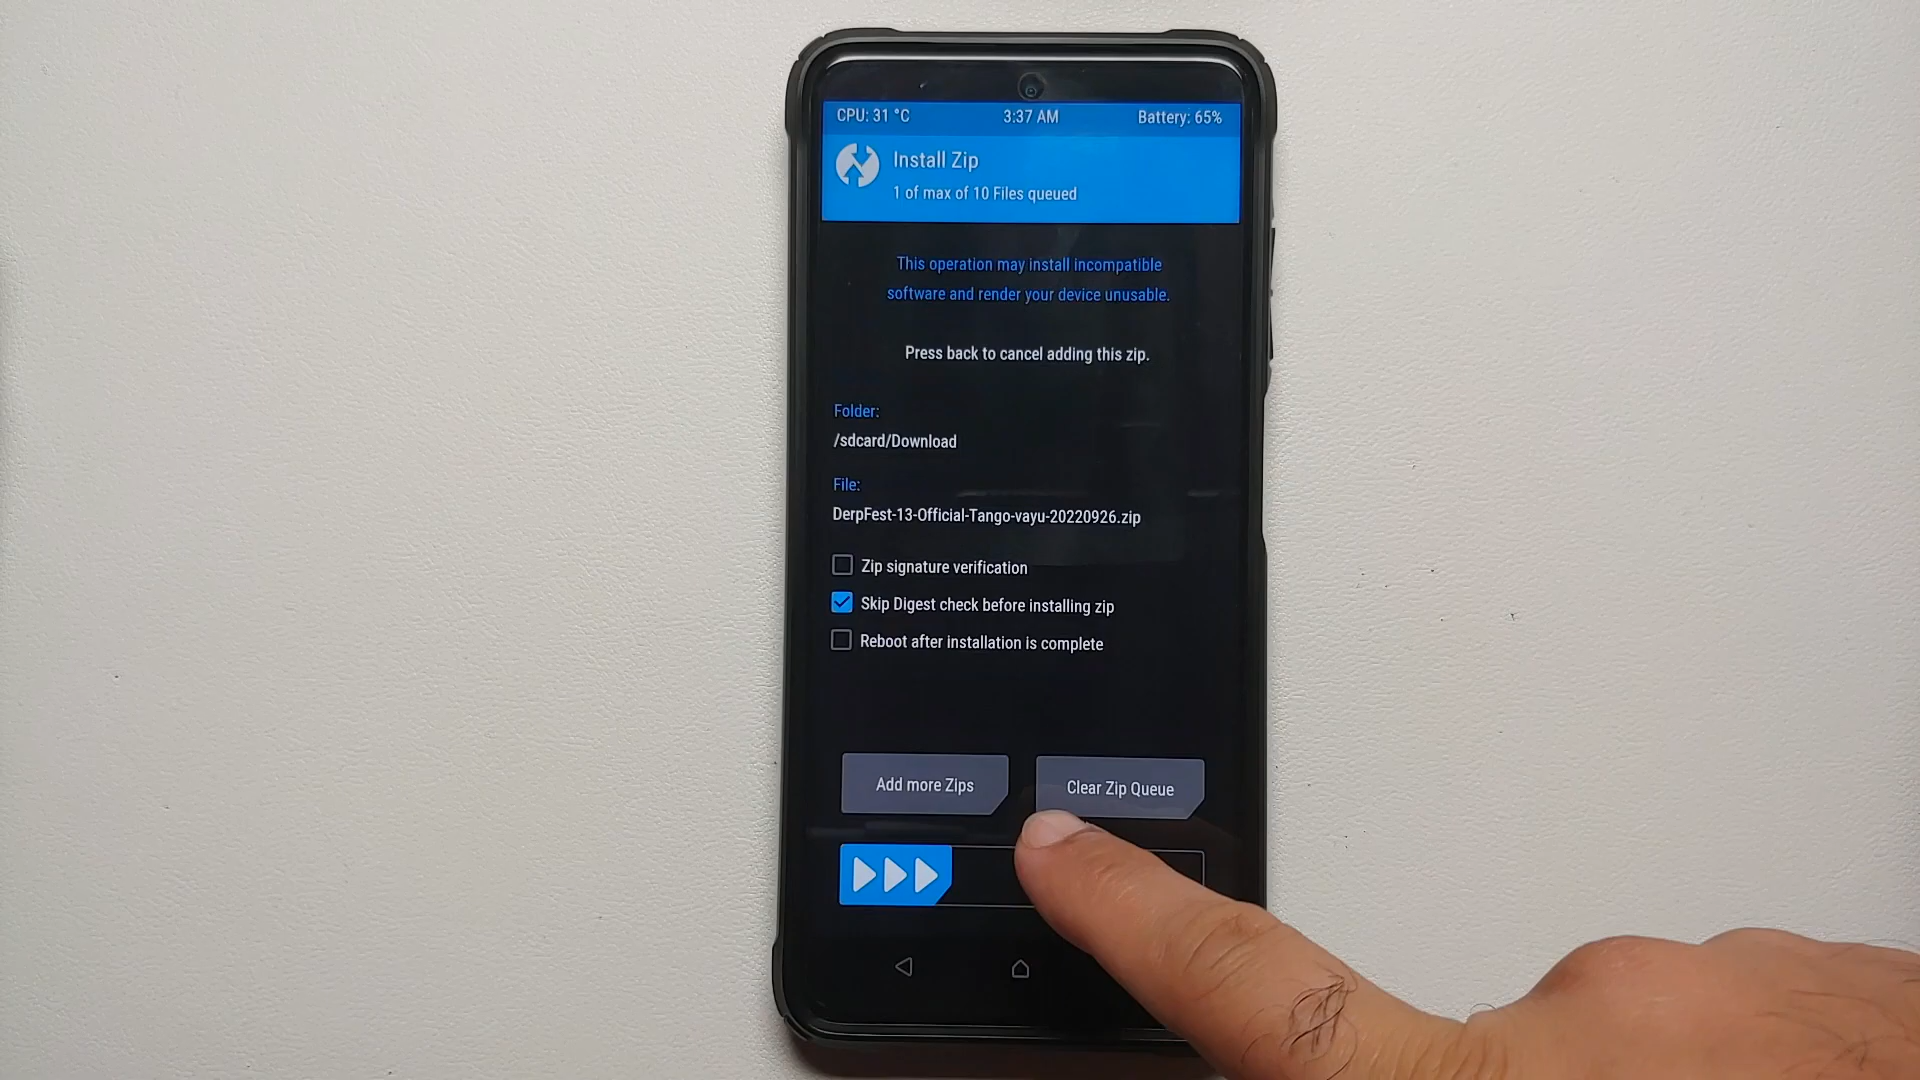 CPU: 31 °C 3:37 AM Battery: 65%
Install Zip
1 of max of 10 Files queued
This operation may install incompatible
software and render your device unusable.
Press back to cancel adding this zip.
Folder:
/sdcard/Download
File:
DerpFest-13-Official-Tango-vayu-20220926.zip
Zip signature verification
Skip Digest check before installing zip
Reboot after installation is complete
Add more Zips
Clear Zip Queue